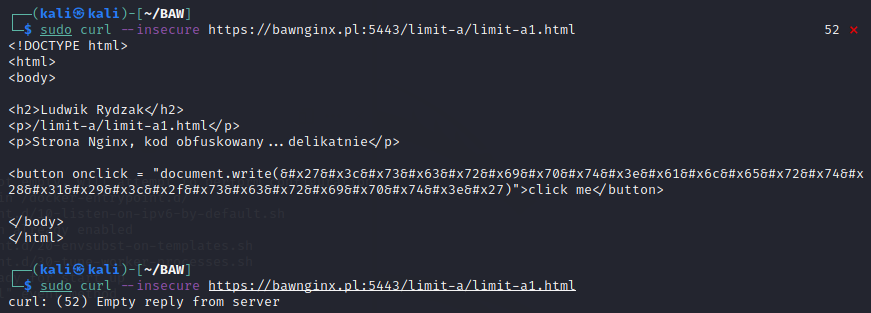 (kali㉿kali)-[~/BAW]
$ sudo curl --insecure https://bawnginx.pl:5443/limit-a/limit-a1.html 52 ✗
<!DOCTYPE html>
<html>
<body>
<h2>Ludwik Rydzak</h2>
<p>/limit-a/limit-a1.html</p>
<p>Strona Nginx, kod obfuskowany...delikatnie</p>
<button onclick = "document.write(&#x27&#x3c&#x73&#x63&#x72&#x69&#x70&#x74&#x3e&#x61&#x6c&#x65&#x72&#x74&#x
28&#x31&#x29&#x3c&#x2f&#x73&#x63&#x72&#x69&#x70&#x74&#x3e&#x27)">click me</button>
</body>
</html>
(kali㉿kali)-[~/BAW]
$ sudo curl --insecure https://bawnginx.pl:5443/limit-a/limit-a1.html
curl: (52) Empty reply from server